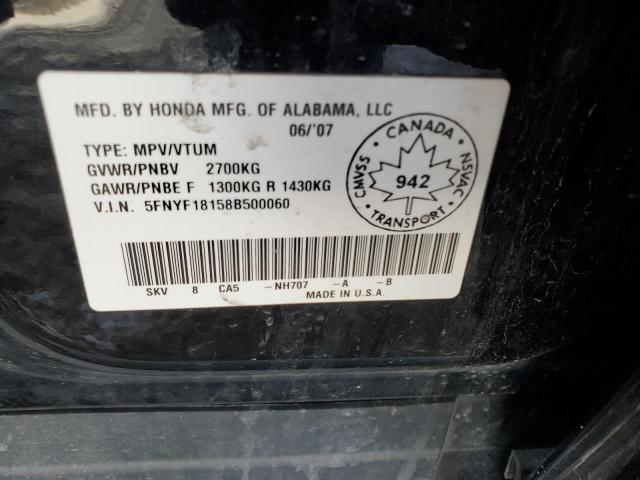 MFD. BY HONDA MFG. OF ALABAMA, LLC
06/'07
TYPE: MPV/VTUM
GVWR/PNBV 2700KG
GAWR/PNBE F 1300KG R 1430KG
V.I.N. 5FNYF18158B500060
CANADA
CMVSS
NSVAC
942
TRANSPORT
SKV 8 CA5 -NH707 -A -B
MADE IN U.S.A.